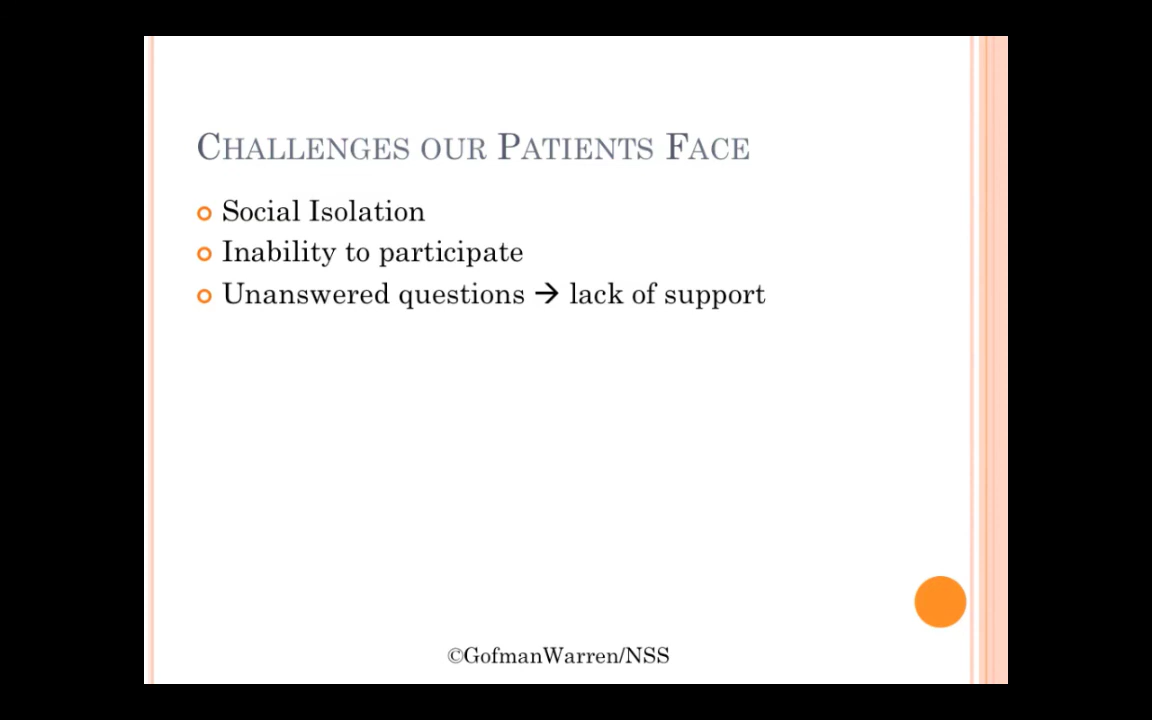 Challenges our Patients Face
Social Isolation
Inability to participate
Unanswered questions → lack of support
©GofmanWarren/NSS